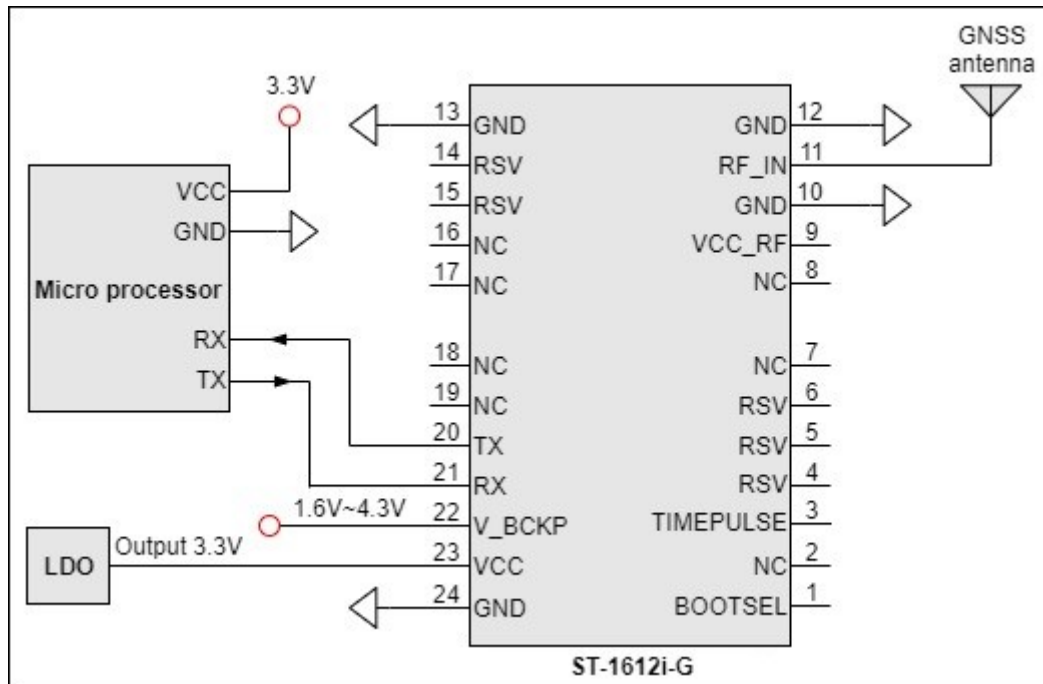 GNSS
antenna
3.3V
VCC
GND
Micro processor
RX
TX
LDO
Output 3.3V
1.6V~4.3V
13 GND
14 RSV
15 RSV
16 NC
17 NC
18 NC
19 NC
20 TX
21 RX
22 V_BCKP
23 VCC
24 GND
GND 12
RF_IN 11
GND 10
VCC_RF 9
NC 8
NC 7
RSV 6
RSV 5
RSV 4
TIMEPULSE 3
NC 2
BOOTSEL 1
ST-1612i-G